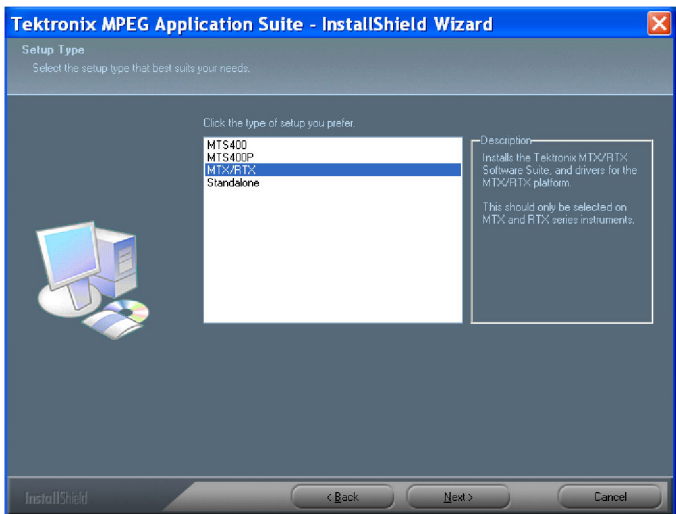 Tektronix MPEG Application Suite - InstallShield Wizard
Setup Type
Select the setup type that best suits your needs.
Click the type of setup you prefer.
MTS400
MTS400P
MTX/RTX
Standalone
Description
Installs the Tektronix MTX/RTX
Software Suite, and drivers for the
MTX/RTX platform.
This should only be selected on
MTX and RTX series instruments.
InstallShield
< Back
Next >
Cancel